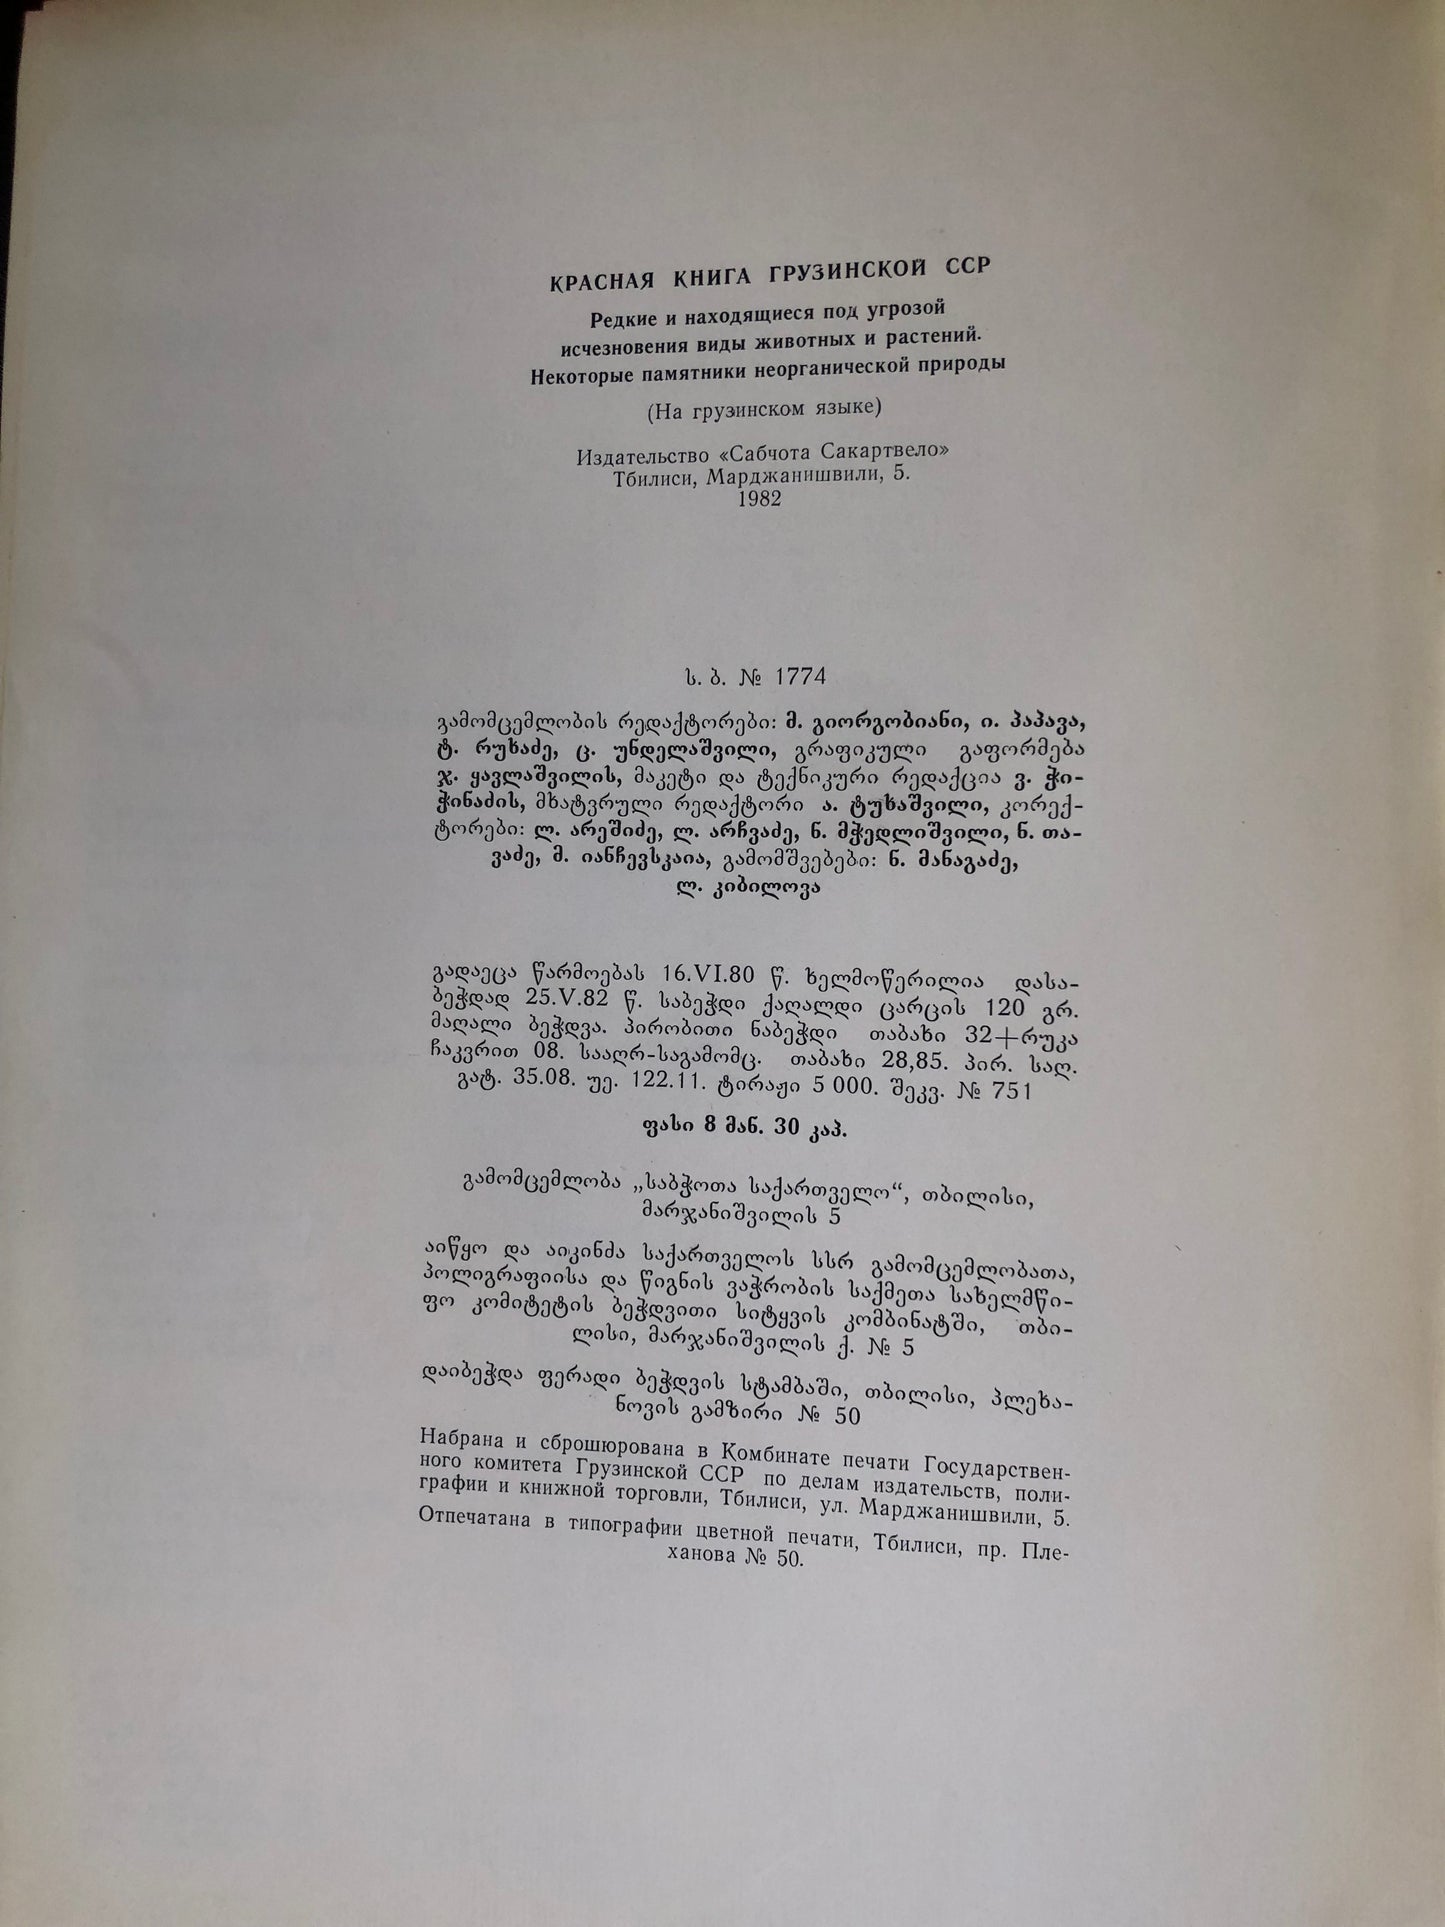 КРАСНАЯ КНИГА ГРУЗИНСКОЙ ССР
Редкие и находящиеся под угрозой
исчезновения виды животных и растений.
Некоторые памятники неорганической природы
(На грузинском языке)
Издательство «Сабчота Сакартвело»
Тбилиси, Марджанишвили, 5.
1982
ს. ბ. № 1774
გამომცემლობის რედაქტორები: მ. გიორგობიანი, ი. პაპავა,
ტ. რუხაძე, ც. უნდელაშვილი, გრაფიკული გაფორმება
ჯ. ყავლაშვილის, მაკეტი და ტექნიკური რედაქცია ვ. ჭი-
ჭინაძის, მხატვრული რედაქტორი ა. ტუხაშვილი, კორექ-
ტორები: ლ. არეშიძე, ლ. არჩვაძე, ნ. მჭედლიშვილი, ნ. თა-
ვაძე, მ. იანჩევსკაია, გამომშვებები: ნ. მანაგაძე,
ლ. კიბილოვა
გადაეცა წარმოებას 16.VI.80 წ. ხელმოწერილია დასა-
ბეჭდად 25.V.82 წ. საბეჭდი ქაღალდი ცარცის 120 გრ.
მაღალი ბეჭდვა. პირობითი ნაბეჭდი თაბახი 32+რუკა
ჩაკვრით 08. სააღრ-საგამომც. თაბახი 28,85. პირ. საღ.
გატ. 35.08. უე. 122.11. ტირაჟი 5 000. შეკვ. № 751
ფასი 8 მან. 30 კაპ.
გამომცემლობა „საბჭოთა საქართველო“, თბილისი,
მარჯანიშვილის 5
აიწყო და აიკინძა საქართველოს სსრ გამომცემლობათა,
პოლიგრაფიისა და წიგნის ვაჭრობის საქმეთა სახელმწი-
ფო კომიტეტის ბეჭდვითი სიტყვის კომბინატში, თბი-
ლისი, მარჯანიშვილის ქ. № 5
დაიბეჭდა ფერადი ბეჭდვის სტამბაში, თბილისი, პლეხა-
ნოვის გამზირი № 50
Набрана и сброшюрована в Комбинате печати Государствен-
ного комитета Грузинской ССР по делам издательств, поли-
графии и книжной торговли, Тбилиси, ул. Марджанишвили, 5.
Отпечатана в типографии цветной печати, Тбилиси, пр. Пле-
ханова № 50.